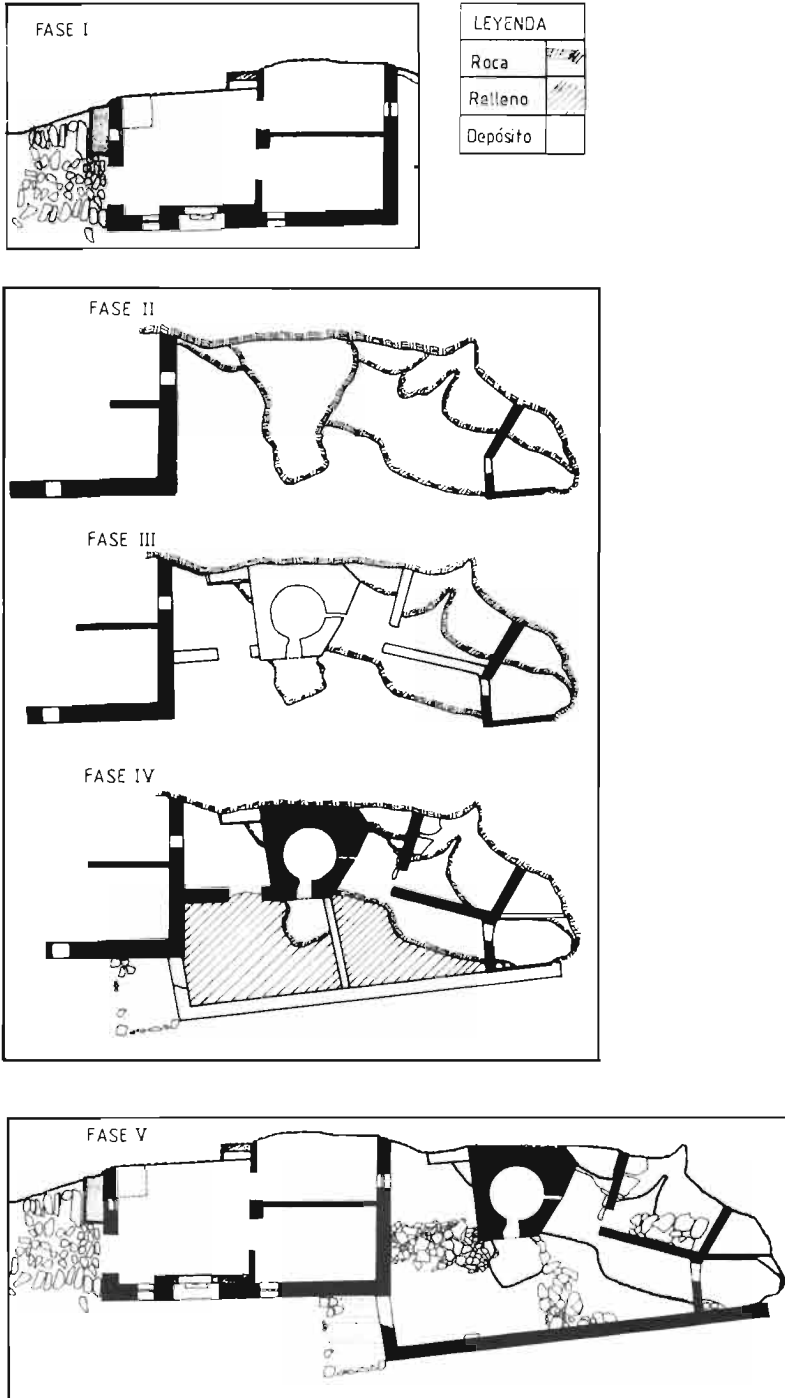 FASE I
LEYENDA
Roca
Relleno
Depósito
FASE II
FASE III
FASE IV
FASE V